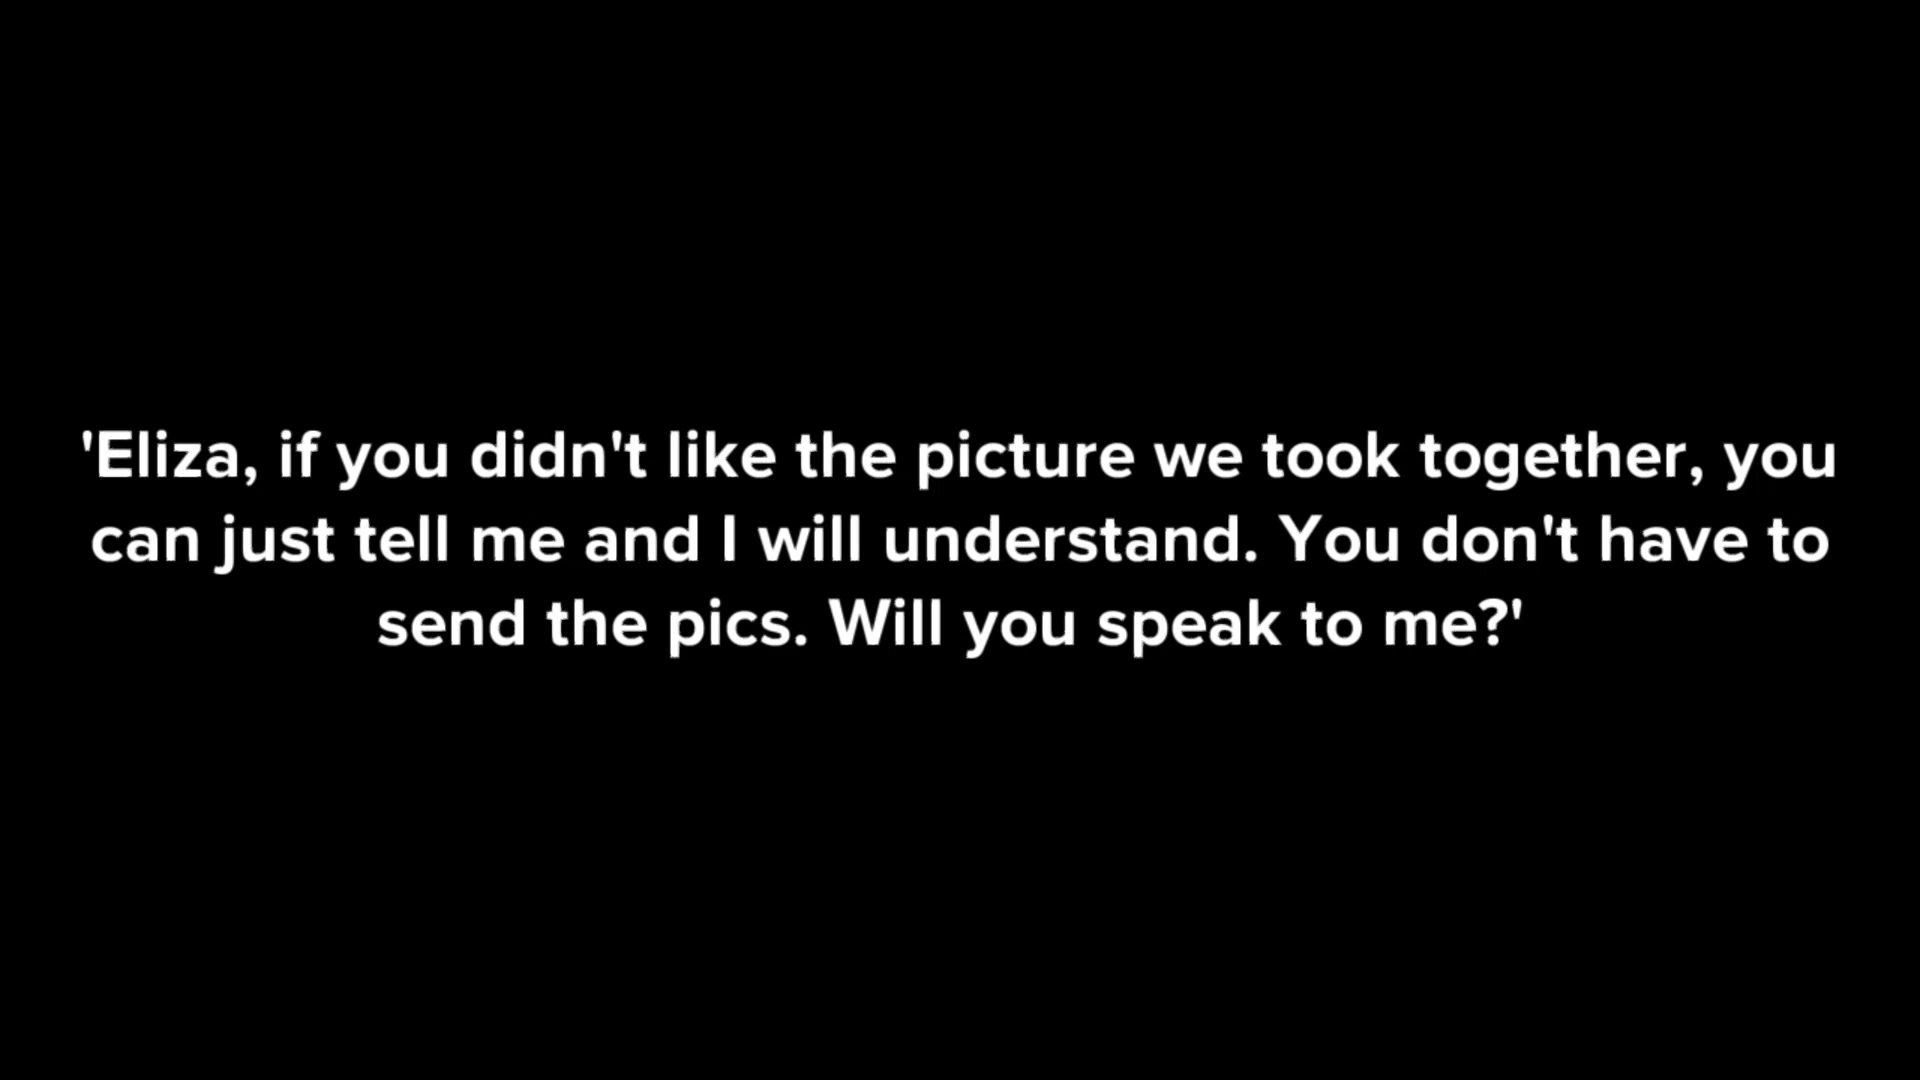 'Eliza, if you didn't like the picture we took together, you
can just tell me and I will understand. You don't have to
send the pics. Will you speak to me?'